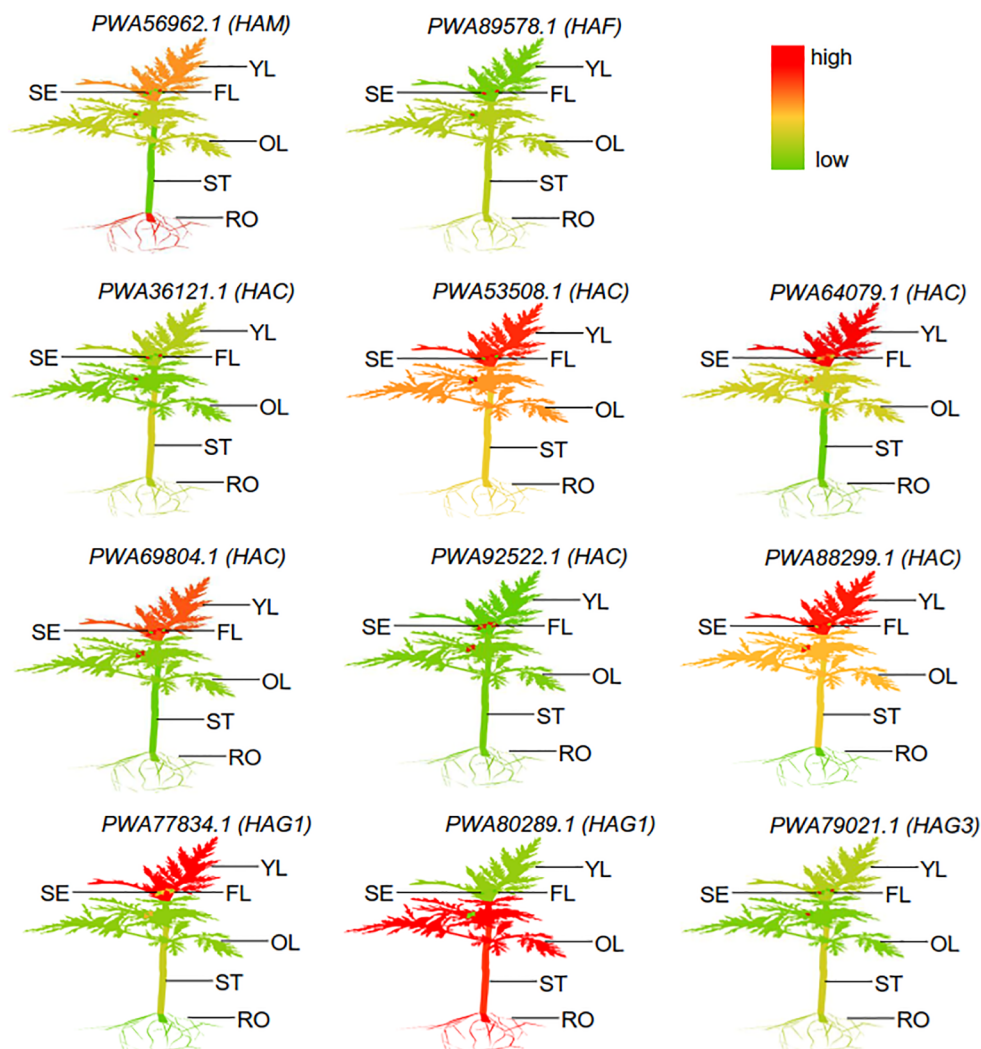 PWA56962.1 (HAM)
YL
SE
FL
OL
ST
RO
PWA89578.1 (HAF)
YL
SE
FL
OL
ST
RO
high
low
PWA36121.1 (HAC)
YL
SE
FL
OL
ST
RO
PWA53508.1 (HAC)
YL
SE
FL
OL
ST
RO
PWA64079.1 (HAC)
YL
SE
FL
OL
ST
RO
PWA69804.1 (HAC)
YL
SE
FL
OL
ST
RO
PWA92522.1 (HAC)
YL
SE
FL
OL
ST
RO
PWA88299.1 (HAC)
YL
SE
FL
OL
ST
RO
PWA77834.1 (HAG1)
YL
SE
FL
OL
ST
RO
PWA80289.1 (HAG1)
YL
SE
FL
OL
ST
RO
PWA79021.1 (HAG3)
YL
SE
FL
OL
ST
RO